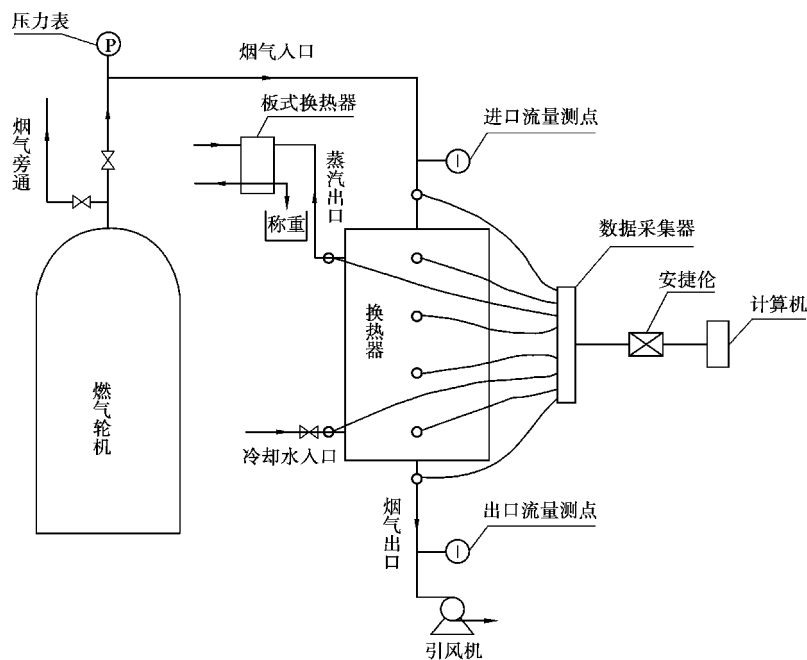 压力表
P
烟气入口
板式换热器
进口流量测点
烟气旁通
蒸汽出口
称重
数据采集器
安捷伦
计算机
换热器
燃气轮机
冷却水入口
烟气出口
出口流量测点
引风机